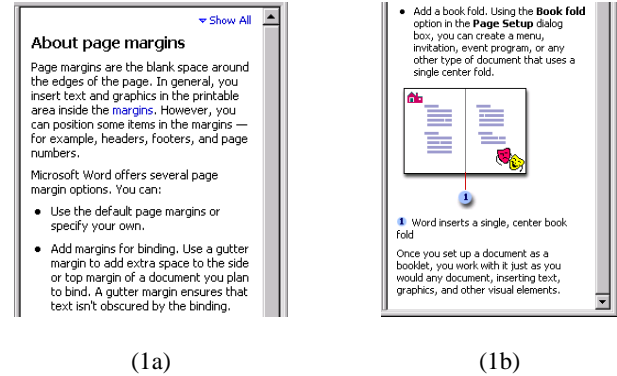 Show All
About page margins
Page margins are the blank space around
the edges of the page. In general, you
insert text and graphics in the printable
area inside the margins. However, you
can position some items in the margins —
for example, headers, footers, and page
numbers.
Microsoft Word offers several page
margin options. You can:
• Use the default page margins or
specify your own.
• Add margins for binding. Use a gutter
margin to add extra space to the side
or top margin of a document you plan
to bind. A gutter margin ensures that
text isn't obscured by the binding.
(1a)
• Add a book fold. Using the Book fold
option in the Page Setup dialog
box, you can create a menu,
invitation, event program, or any
other type of document that uses a
single center fold.
1
1 Word inserts a single, center book
fold
Once you set up a document as a
booklet, you work with it just as you
would any document, inserting text,
graphics, and other visual elements.
(1b)